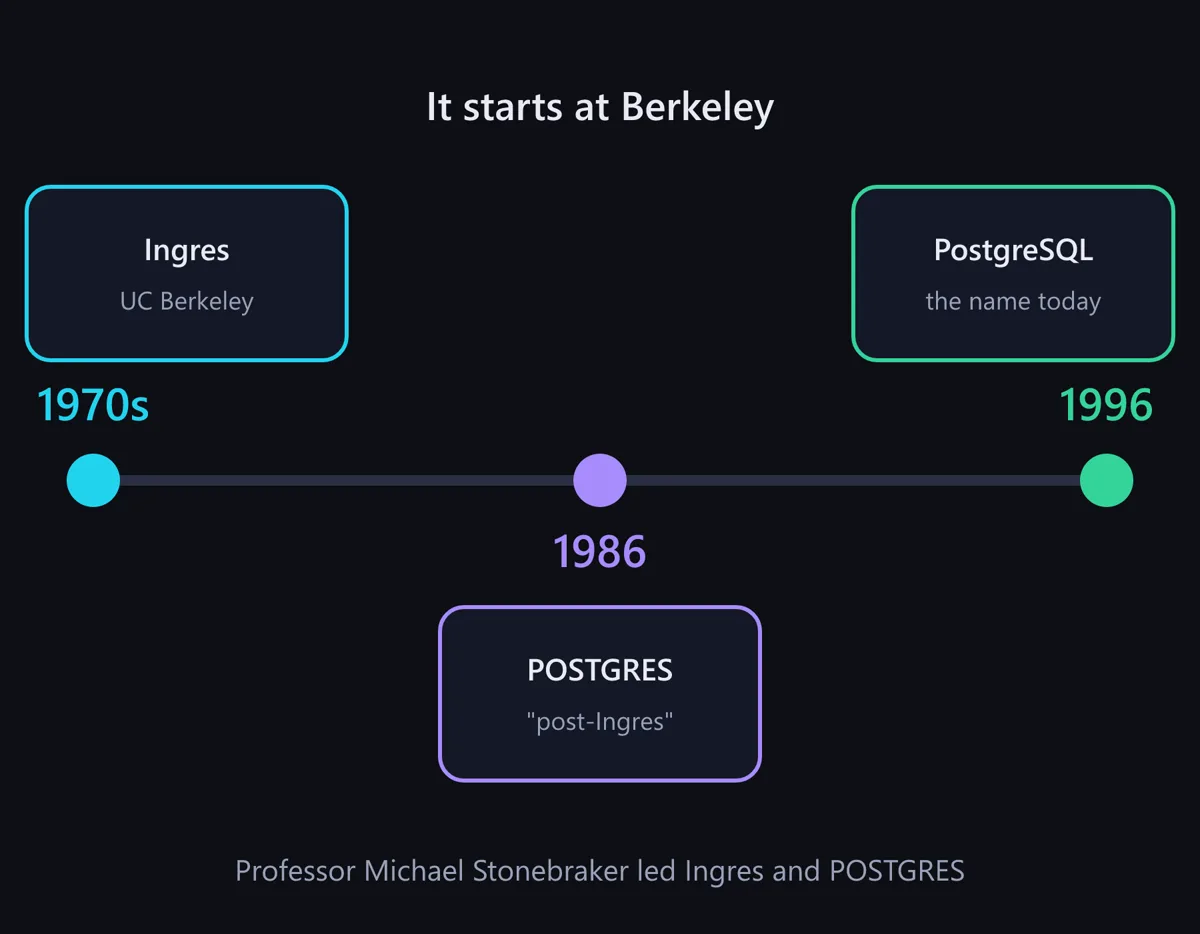 It starts at Berkeley
Ingres
UC Berkeley
PostgreSQL
the name today
1970s
1996
1986
POSTGRES
"post-Ingres"
Professor Michael Stonebraker led Ingres and POSTGRES